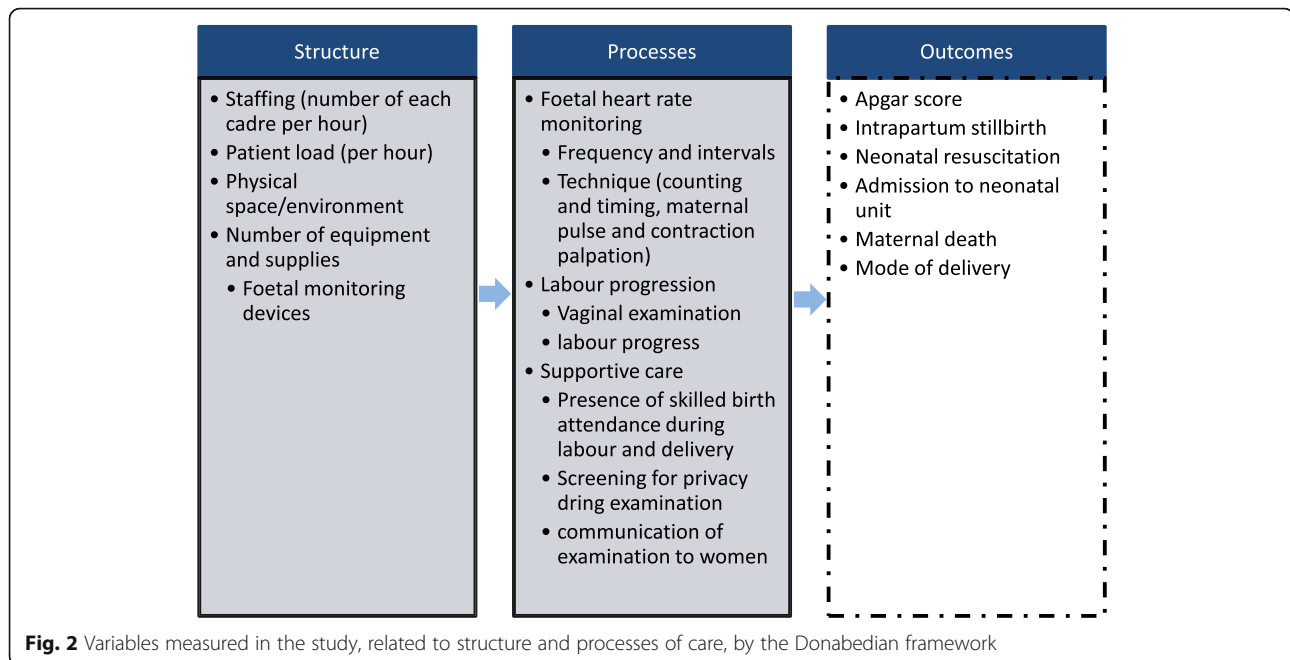 Structure
• Staffing (number of each
cadre per hour)
• Patient load (per hour)
• Physical
space/environment
• Number of equipment
and supplies
• Foetal monitoring
devices
Processes
• Foetal heart rate
monitoring
• Frequency and intervals
• Technique (counting
and timing, maternal
pulse and contraction
palpation)
• Labour progression
• Vaginal examination
• labour progress
• Supportive care
• Presence of skilled birth
attendance during
labour and delivery
• Screening for privacy
dring examination
• communication of
examination to women
Outcomes
• Apgar score
• Intrapartum stillbirth
• Neonatal resuscitation
• Admission to neonatal
unit
• Maternal death
• Mode of delivery
Fig. 2 Variables measured in the study, related to structure and processes of care, by the Donabedian framework